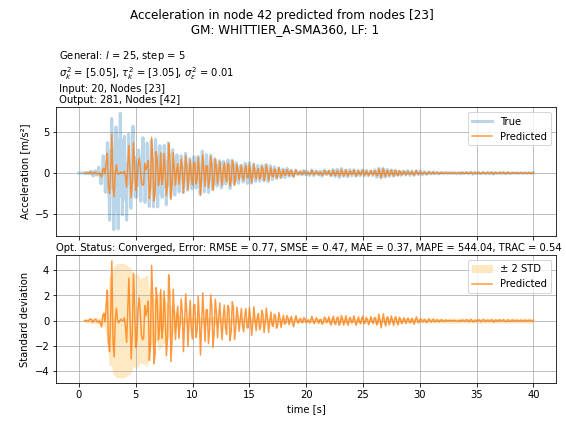 Acceleration in node 42 predicted from nodes [23]
GM: WHITTIER_A-SMA360, LF: 1
General: l = 25, step = 5
σ²ₖ = [5.05], τ²ₖ = [3.05], σ²ε = 0.01
Input: 20, Nodes [23]
Output: 281, Nodes [42]
Acceleration [m/s²]
5
0
−5
True
Predicted
Opt. Status: Converged, Error: RMSE = 0.77, SMSE = 0.47, MAE = 0.37, MAPE = 544.04, TRAC = 0.54
Standard deviation
4
2
0
−2
−4
± 2 STD
Predicted
0 5 10 15 20 25 30 35 40
time [s]